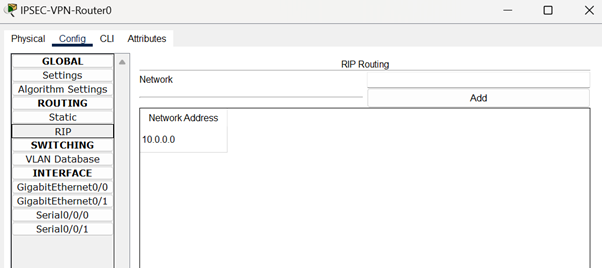 IPSEC-VPN-Router0
Physical Config CLI Attributes
GLOBAL
Settings
Algorithm Settings
ROUTING
Static
RIP
SWITCHING
VLAN Database
INTERFACE
GigabitEthernet0/0
GigabitEthernet0/1
Serial0/0/0
Serial0/0/1
RIP Routing
Network
Add
Network Address
10.0.0.0